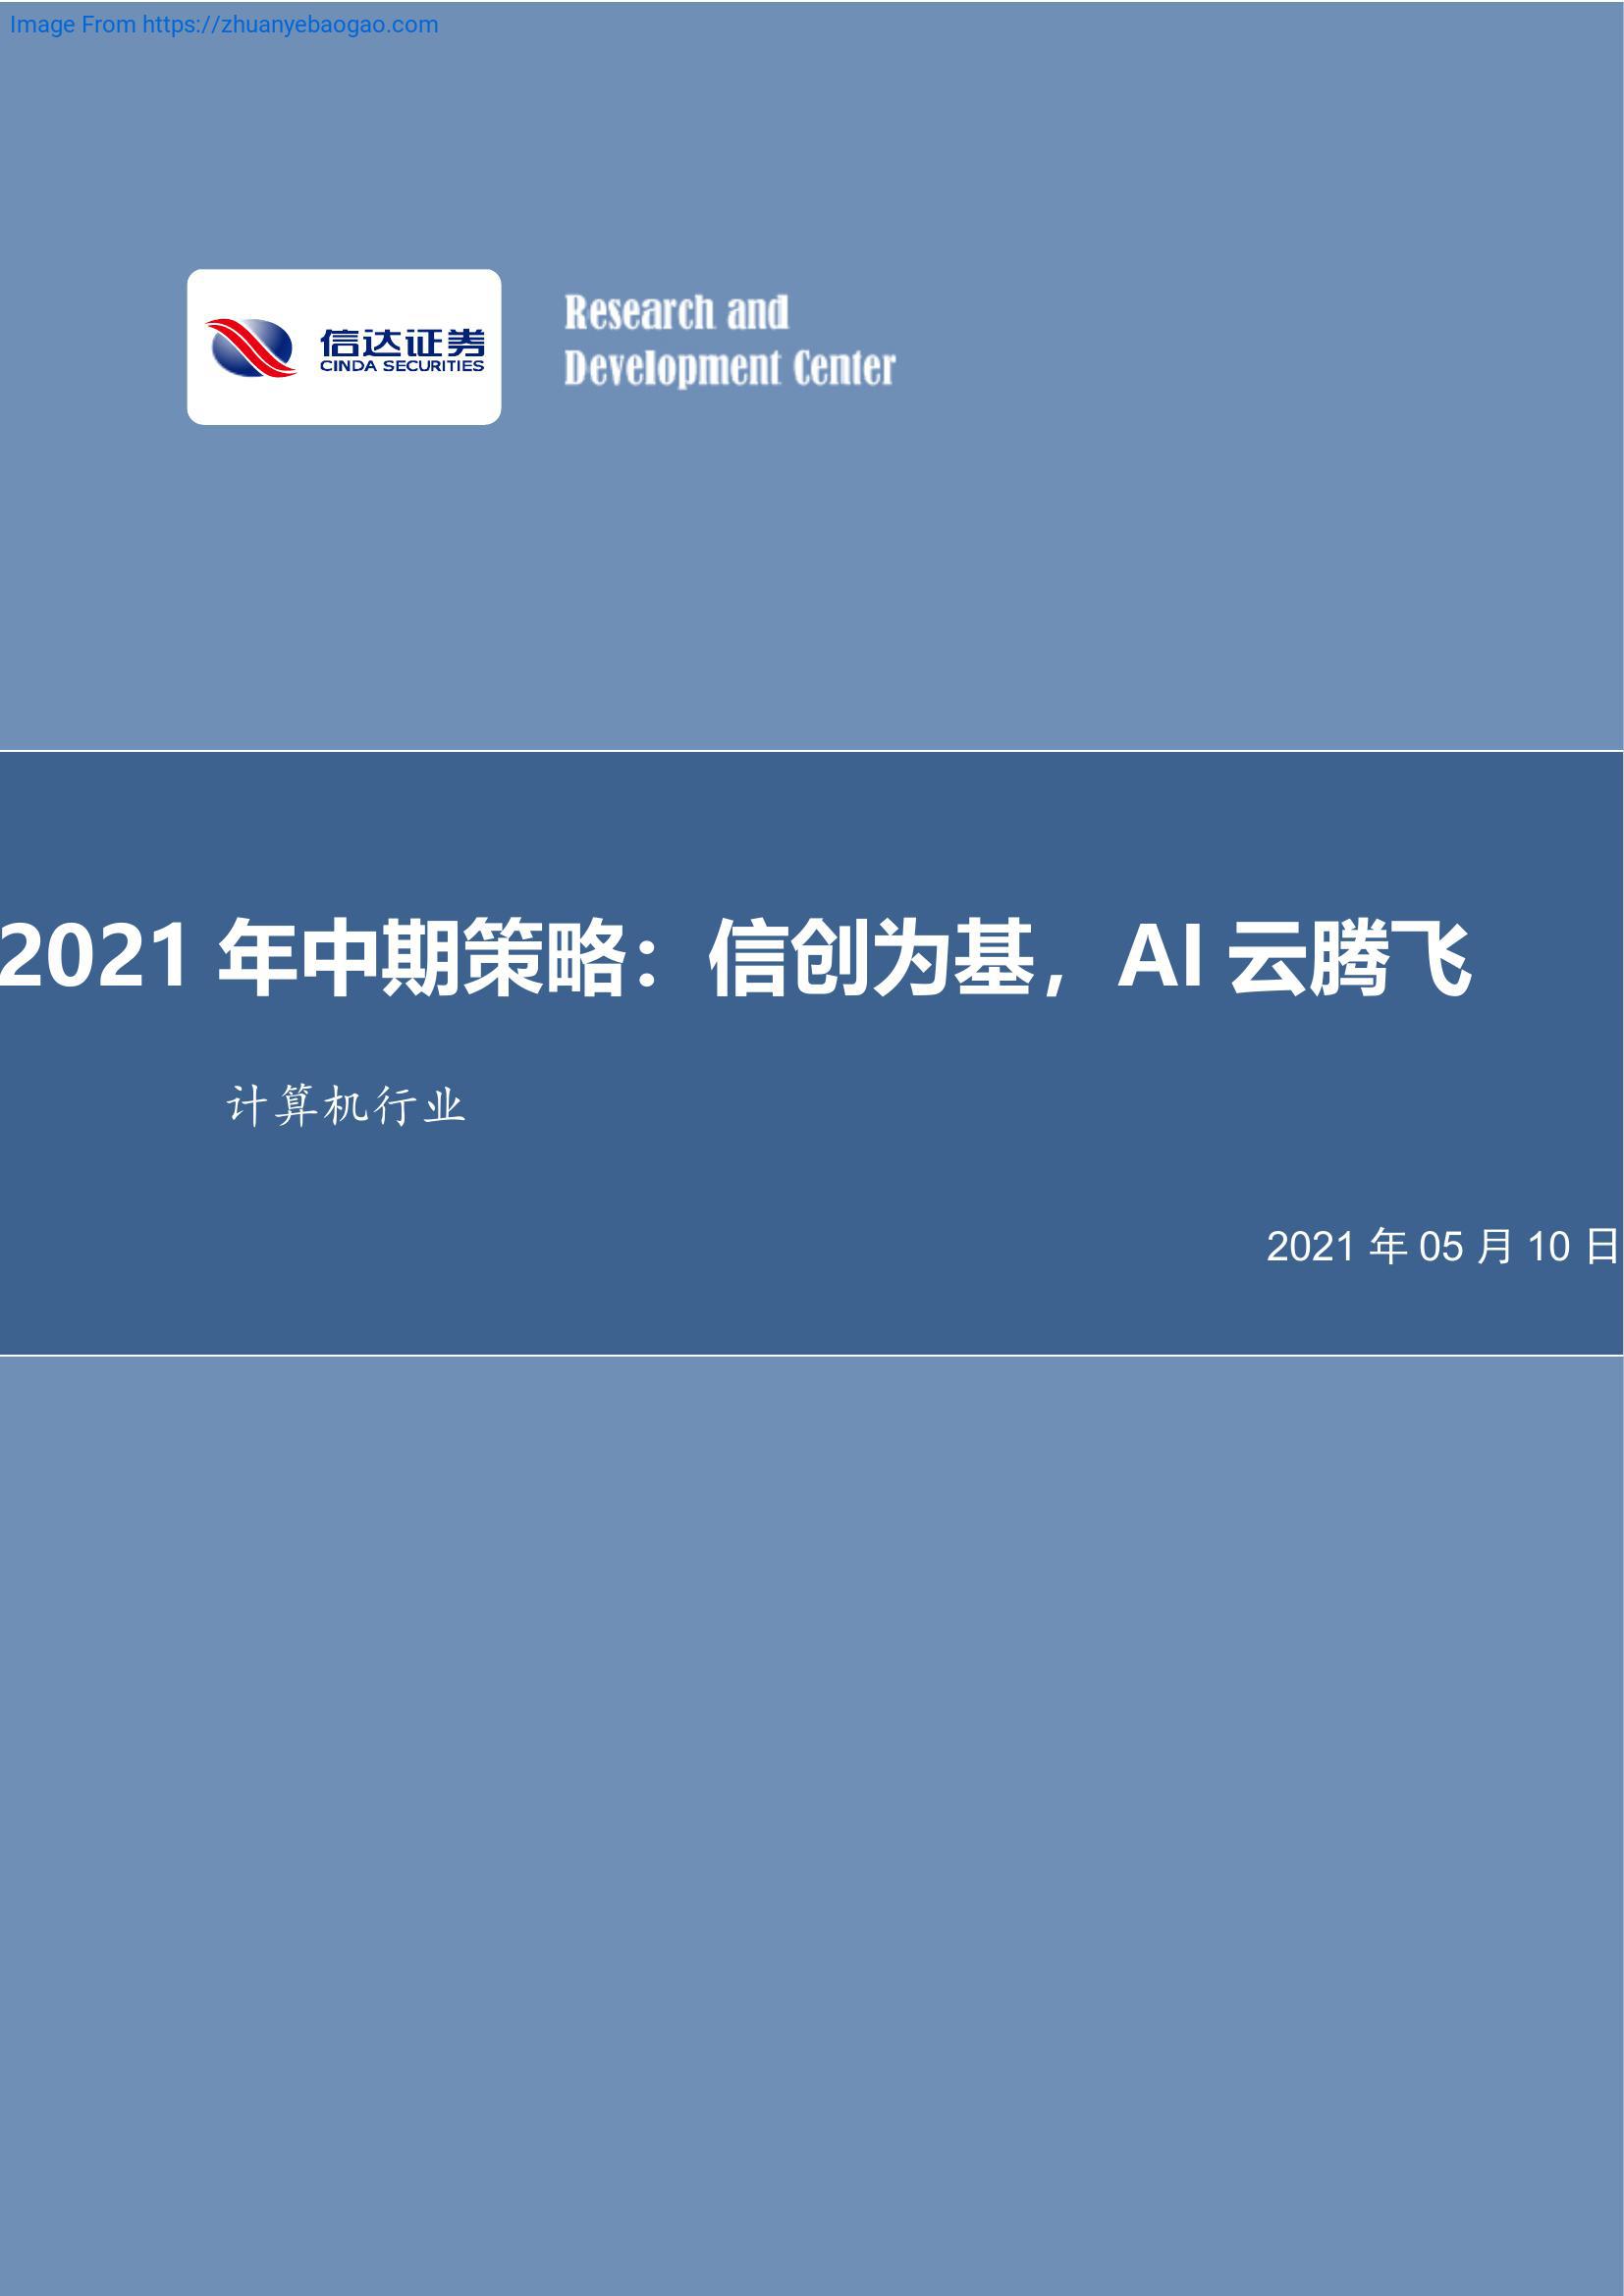 Image From https://zhuanyebaogao.com
信达证券
CINDA SECURITIES
Research and
Development Center
2021 年中期策略：信创为基，AI 云腾飞
计算机行业
2021 年 05 月 10 日